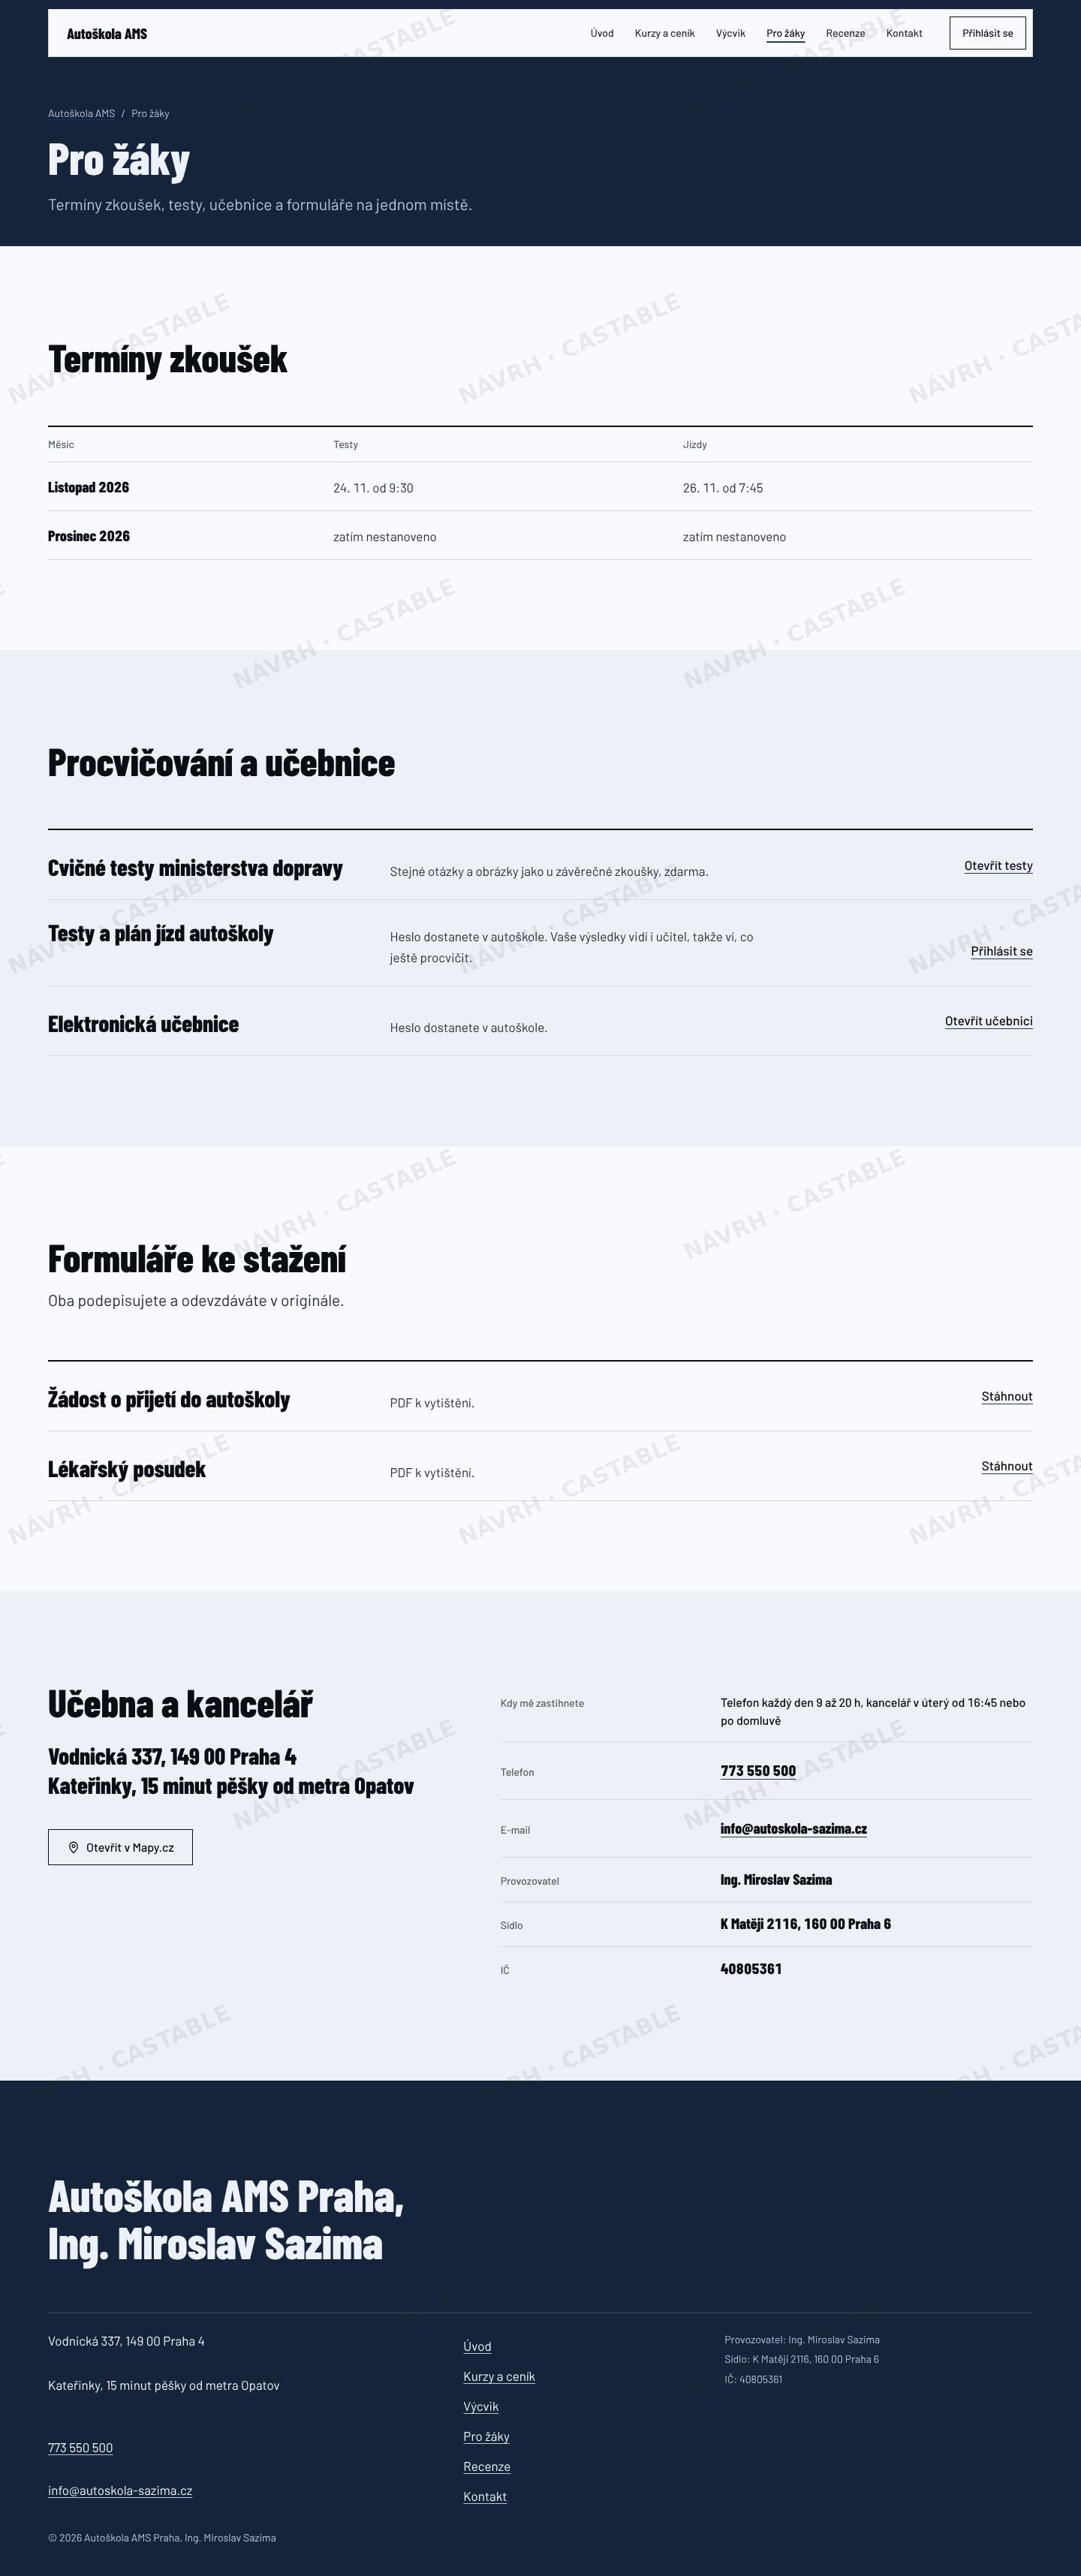 Autoškola AMS
Úvod Kurzy a ceník Výcvik Pro žáky Recenze Kontakt Přihlásit se
Autoškola AMS / Pro žáky
Pro žáky
Termíny zkoušek, testy, učebnice a formuláře na jednom místě.
Termíny zkoušek
Měsíc Testy Jízdy
Listopad 2026 24. 11. od 9:30 26. 11. od 7:45
Prosinec 2026 zatím nestanoveno zatím nestanoveno
Procvičování a učebnice
Cvičné testy ministerstva dopravy Stejné otázky a obrázky jako u závěrečné zkoušky, zdarma. Otevřít testy
Testy a plán jízd autoškoly Heslo dostanete v autoškole. Vaše výsledky vidí i učitel, takže ví, co
ještě procvičit. Přihlásit se
Elektronická učebnice Heslo dostanete v autoškole. Otevřít učebnici
Formuláře ke stažení
Oba podepisujete a odevzdáváte v originále.
Žádost o přijetí do autoškoly PDF k vytištění. Stáhnout
Lékařský posudek PDF k vytištění. Stáhnout
Učebna a kancelář
Vodnická 337, 149 00 Praha 4
Kateřinky, 15 minut pěšky od metra Opatov
Otevřít v Mapy.cz
Kdy mě zastihnete Telefon každý den 9 až 20 h, kancelář v úterý od 16:45 nebo
po domluvě
Telefon 773 550 500
E-mail info@autoskola-sazima.cz
Provozovatel Ing. Miroslav Sazima
Sídlo K Matěji 2116, 160 00 Praha 6
IČ 40805361
Autoškola AMS Praha,
Ing. Miroslav Sazima
Vodnická 337, 149 00 Praha 4
Kateřinky, 15 minut pěšky od metra Opatov
773 550 500
info@autoskola-sazima.cz
Úvod
Kurzy a ceník
Výcvik
Pro žáky
Recenze
Kontakt
Provozovatel: Ing. Miroslav Sazima
Sídlo: K Matěji 2116, 160 00 Praha 6
IČ: 40805361
© 2026 Autoškola AMS Praha, Ing. Miroslav Sazima
NÁVRH · CASTABLE